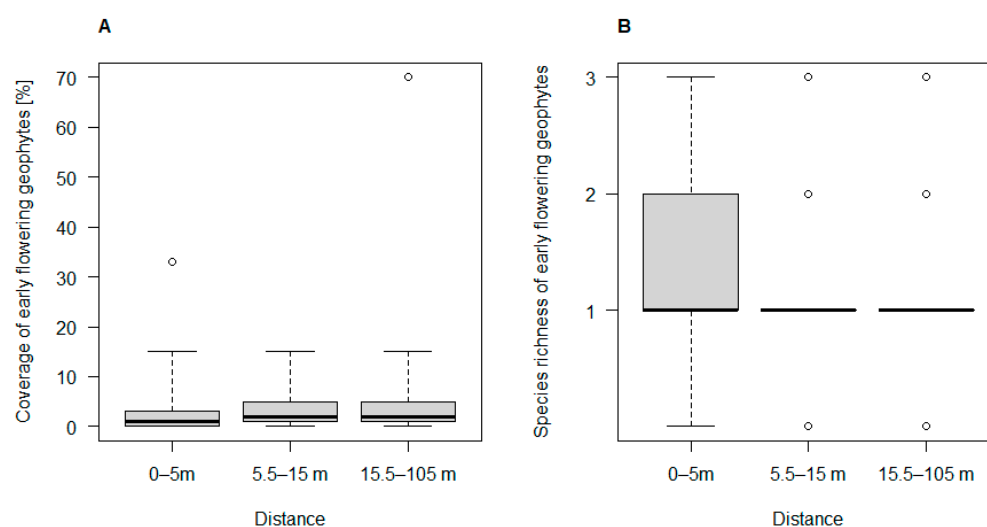 A
Coverage of early flowering geophytes [%]
70
60
50
40
30
20
10
0
0–5m
5.5–15 m
15.5–105 m
Distance
B
Species richness of early flowering geophytes
3
2
1
0–5m
5.5–15 m
15.5–105 m
Distance